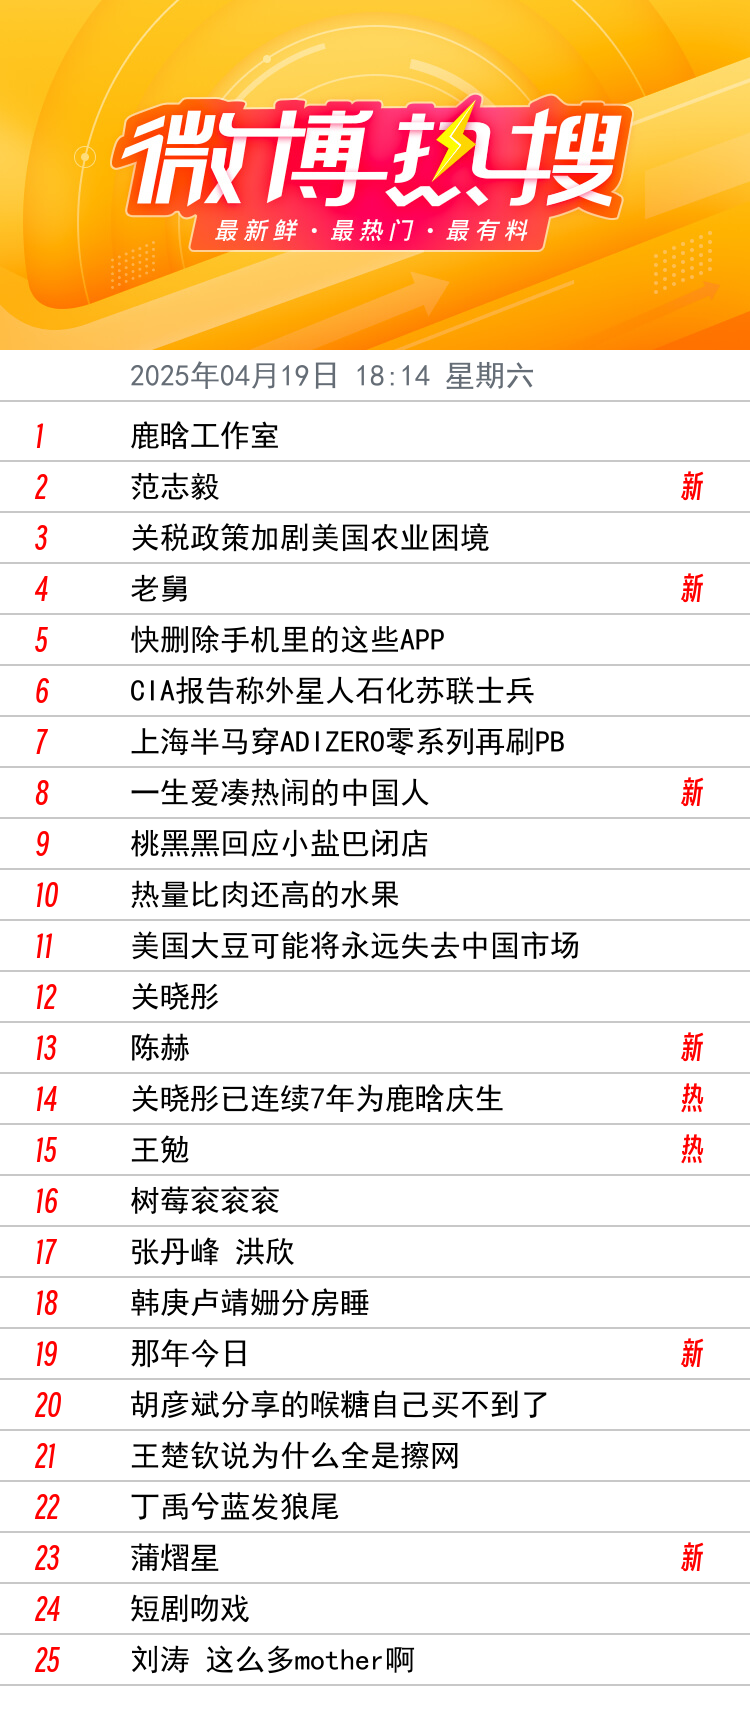 微博热搜
最新鲜·最热门·最有料
2025年04月19日 18:14 星期六
1 鹿晗工作室
2 范志毅 新
3 关税政策加剧美国农业困境
4 老舅 新
5 快删除手机里的这些APP
6 CIA报告称外星人石化苏联士兵
7 上海半马穿ADIZERO零系列再刷PB
8 一生爱凑热闹的中国人 新
9 桃黑黑回应小盐巴闭店
10 热量比肉还高的水果
11 美国大豆可能将永远失去中国市场
12 关晓彤
13 陈赫 新
14 关晓彤已连续7年为鹿晗庆生 热
15 王勉 热
16 树莓衮衮衮
17 张丹峰 洪欣
18 韩庚卢靖姗分房睡
19 那年今日 新
20 胡彦斌分享的喉糖自己买不到了
21 王楚钦说为什么全是擦网
22 丁禹兮蓝发狼尾
23 蒲熠星 新
24 短剧吻戏
25 刘涛 这么多mother啊